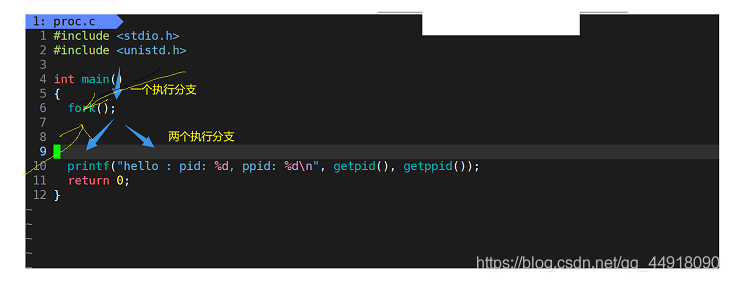 1: proc.c
1 #include <stdio.h>
2 #include <unistd.h>
3
4 int main()
5 {
一个执行分支
6 fork();
7
8
两个执行分支
9
10 printf("hello : pid: %d, ppid: %d\n", getpid(), getppid());
11 return 0;
12 }
~
~
~
~
~
https://blog.csdn.net/qq_44918090